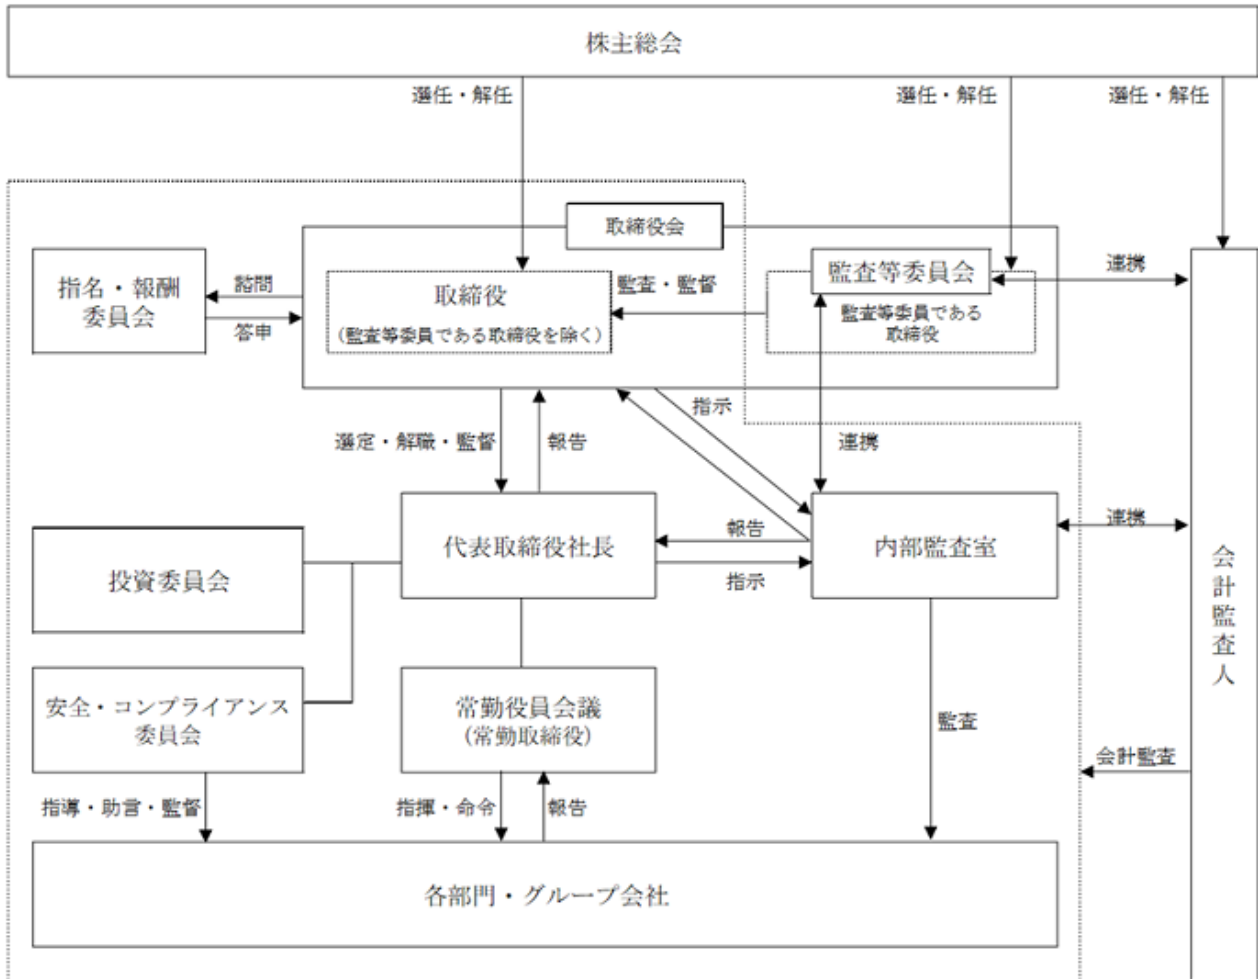 株主総会
選任・解任
選任・解任
選任・解任
取締役会
指名・報酬
委員会
諮問
答申
取締役
（監査等委員である取締役を除く）
監査・監督
監査等委員会
監査等委員である
取締役
連携
選定・解職・監督
報告
指示
連携
投資委員会
代表取締役社長
報告
指示
内部監査室
連携
会計監査人
安全・コンプライアンス
委員会
常勤役員会議
(常勤取締役)
監査
会計監査
指導・助言・監督
指揮・命令
報告
各部門・グループ会社